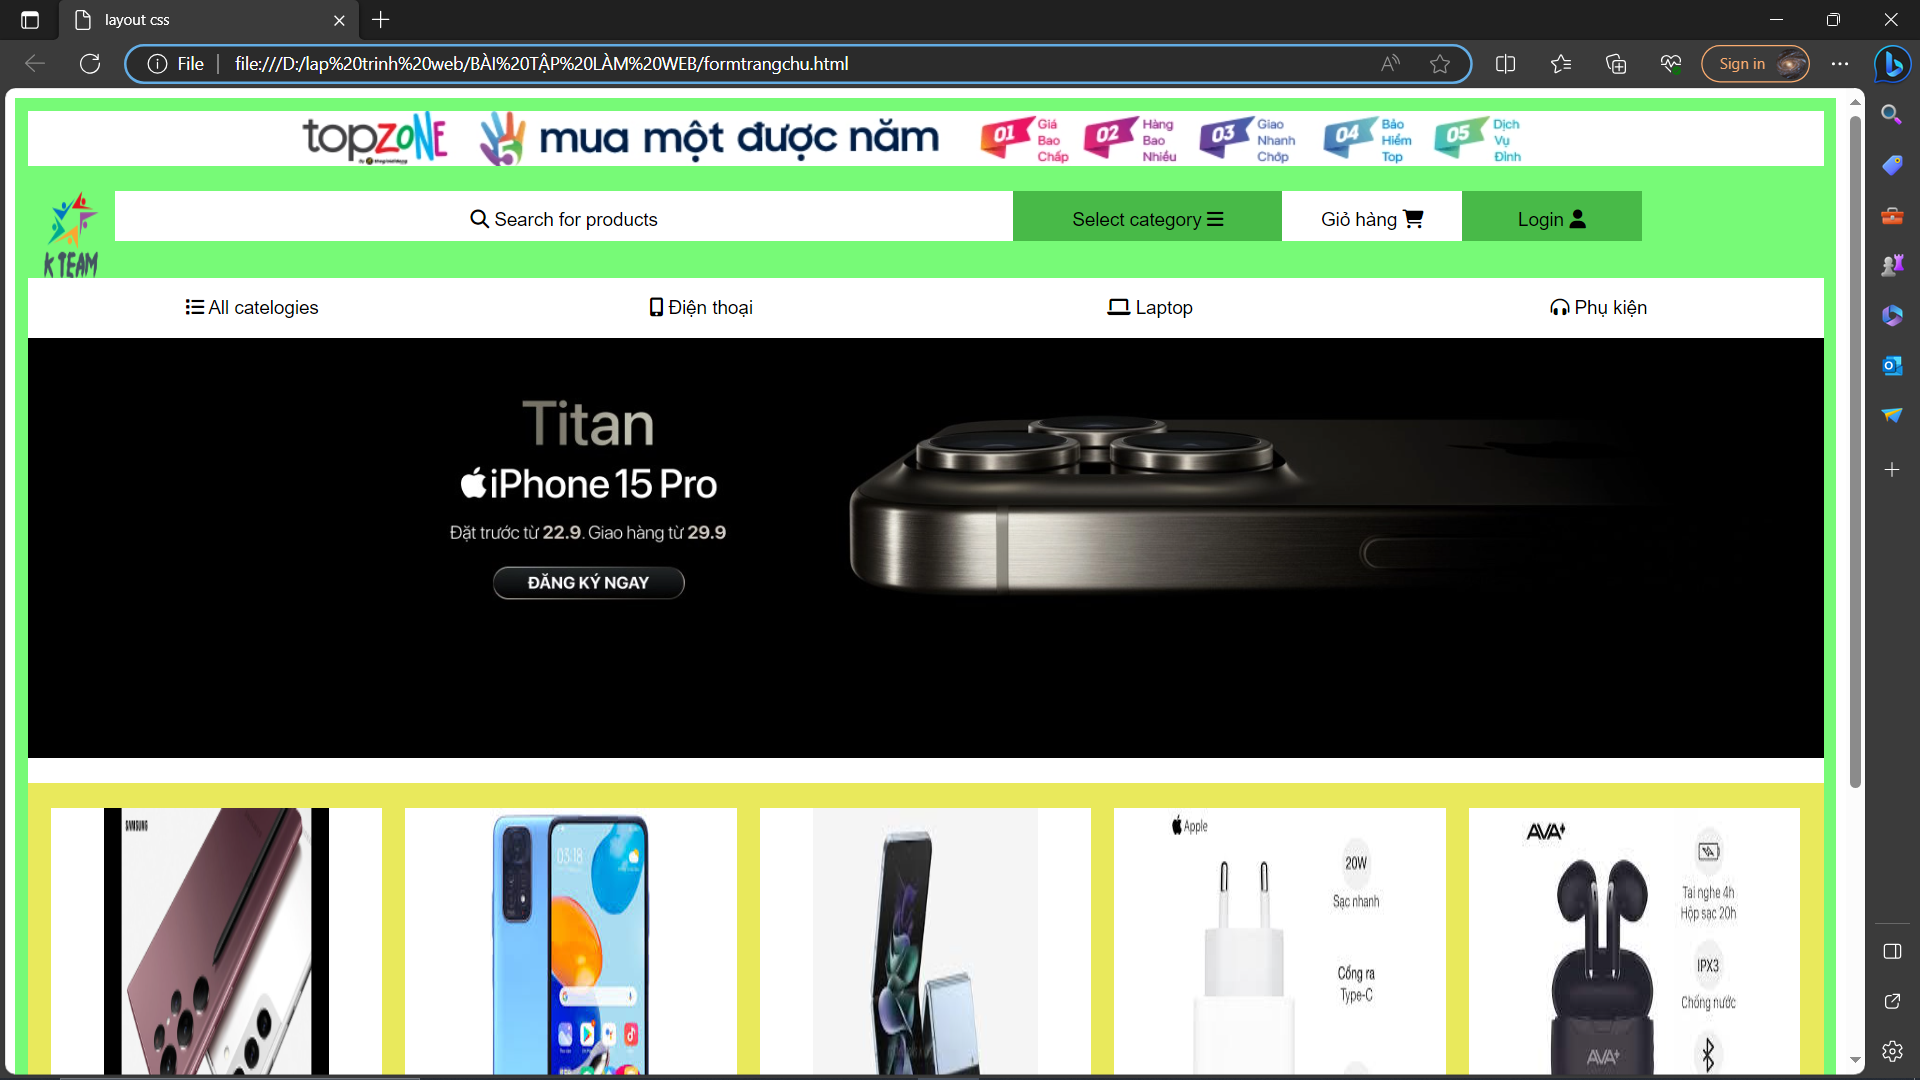 layout css
File
file:///D:/lap%20trinh%20web/BÀI%20TẬP%20LÀM%20WEB/formtrangchu.html
Sign in
topzone mua một được năm
01 Giá Bao Chấp
02 Hàng Bao Nhiêu
03 Giao Nhanh Chớp
04 Bảo Hiểm Top
05 Dịch Vụ Đỉnh
K TEAM
Search for products
Select category
Giỏ hàng
Login
All catelogies
Điện thoại
Laptop
Phụ kiện
Titan
iPhone 15 Pro
Đặt trước từ 22.9. Giao hàng từ 29.9
ĐĂNG KÝ NGAY
SAMSUNG
03:18
Apple
20W
Sạc nhanh
Cổng ra
Type-C
AVA+
Tai nghe 4h
Hộp sạc 20h
IPX3
Chống nước
AVA+